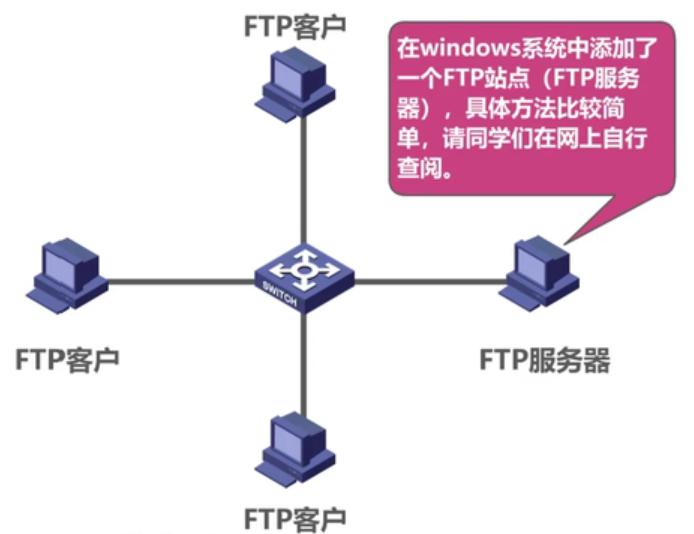 FTP客户
在windows系统中添加了
一个FTP站点（FTP服务
器），具体方法比较简
单，请同学们在网上自行
查阅。
SWITCH
FTP客户
FTP服务器
FTP客户